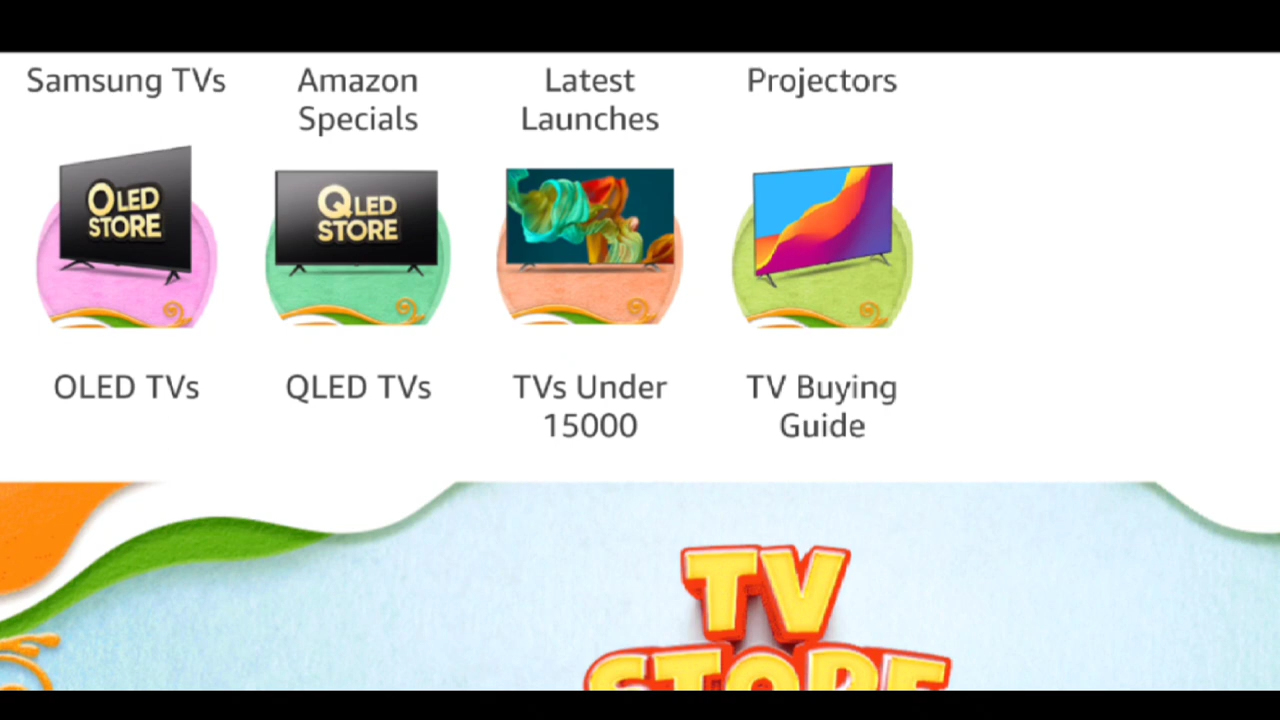 Samsung TVs
Amazon
Specials
Latest
Launches
Projectors
OLED
STORE
QLED
STORE
OLED TVs
QLED TVs
TVs Under
15000
TV Buying
Guide
TV
STORE